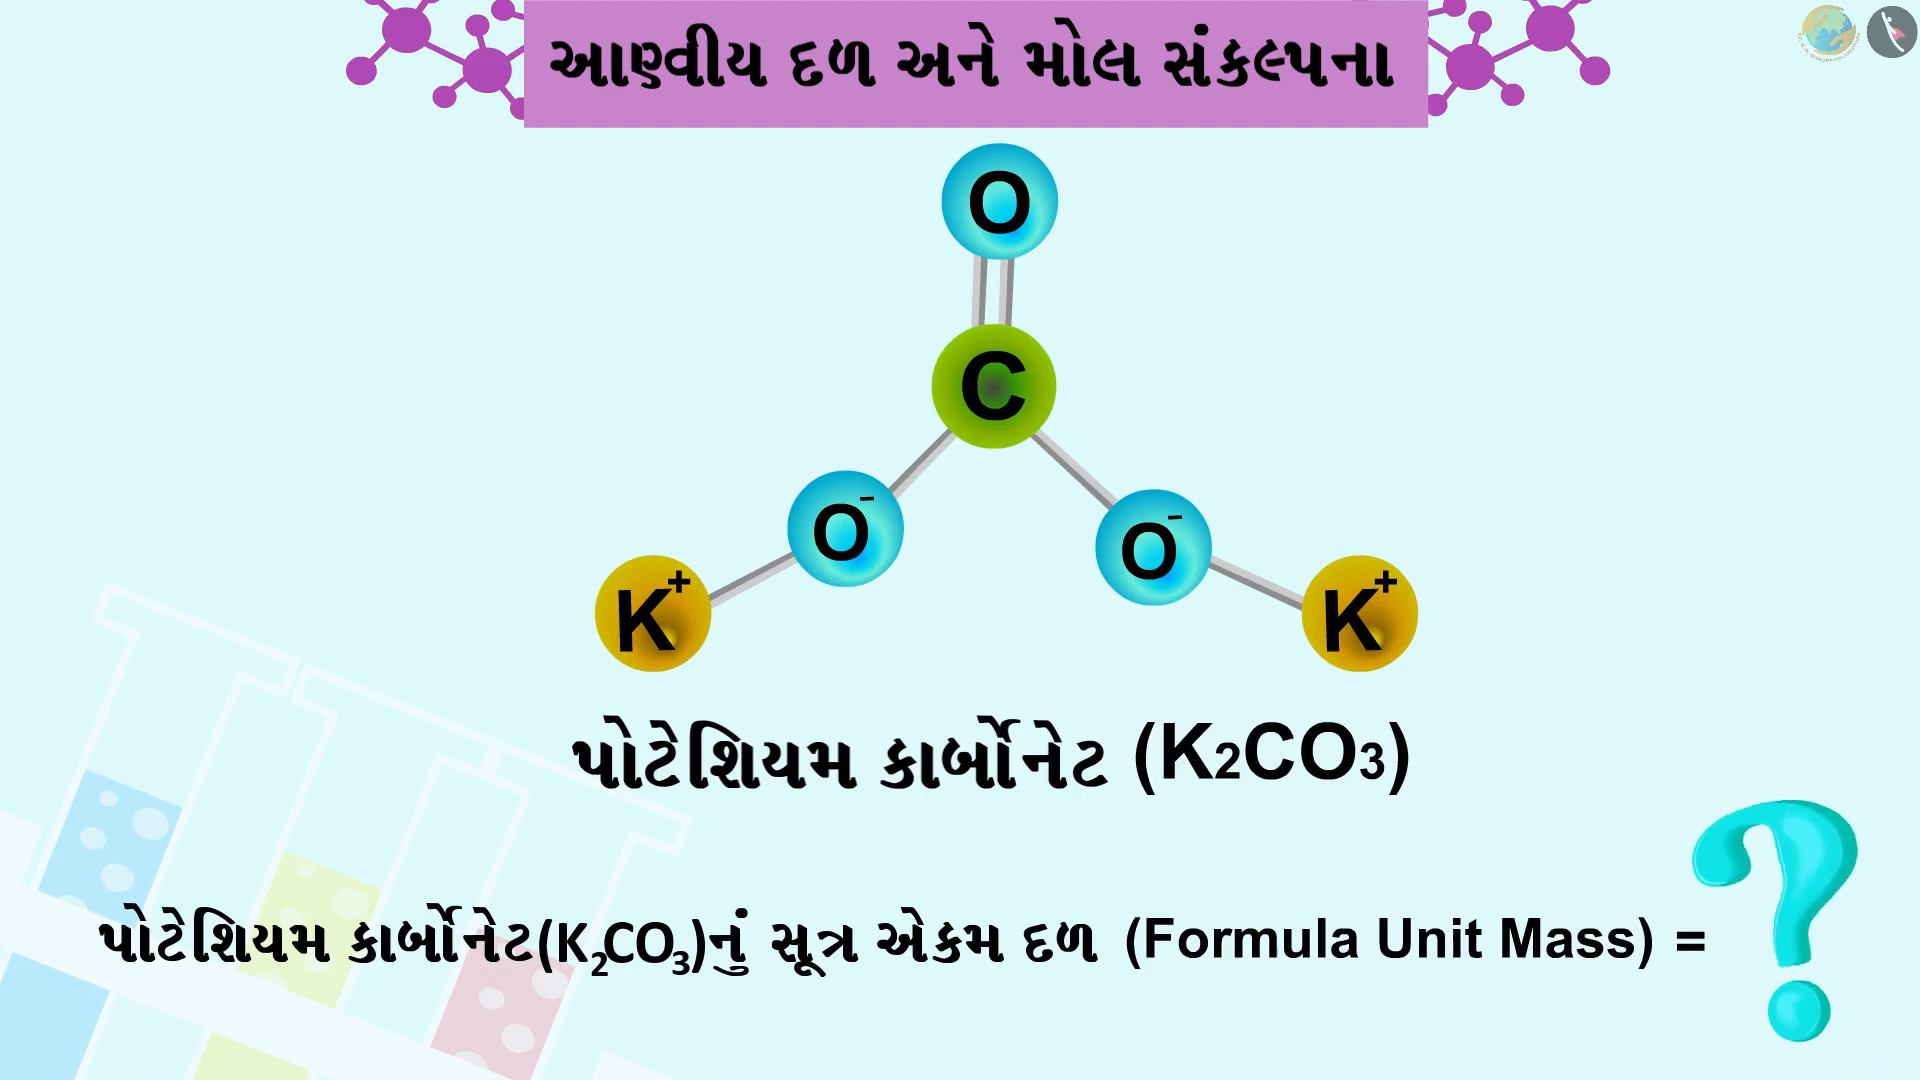 આણ્વીય દળ અને મોલ સંકલ્પના
O
C
O⁻ O⁻
K⁺ K⁺
પોટેશિયમ કાર્બોનેટ (K₂CO₃)
પોટેશિયમ કાર્બોનેટ(K₂CO₃)નું સૂત્ર એકમ દળ (Formula Unit Mass) = ?